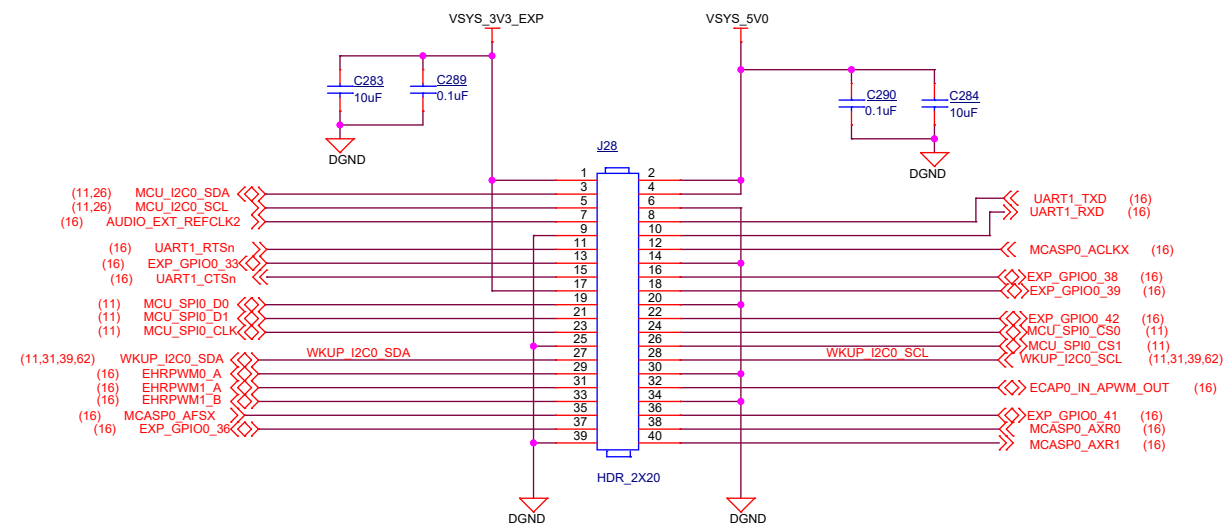 VSYS_3V3_EXP VSYS_5V0
C283 C289
10uF 0.1uF
C290 C284
0.1uF 10uF
DGND DGND
J28
1 2
(11,26) MCU_I2C0_SDA 3 4
(11,26) MCU_I2C0_SCL 5 6 UART1_TXD (16)
(16) AUDIO_EXT_REFCLK2 7 8 UART1_RXD (16)
9 10
(16) UART1_RTSn 11 12 MCASP0_ACLKX (16)
(16) EXP_GPIO0_33 13 14
(16) UART1_CTSn 15 16 EXP_GPIO0_38 (16)
17 18 EXP_GPIO0_39 (16)
(11) MCU_SPI0_D0 19 20
(11) MCU_SPI0_D1 21 22 EXP_GPIO0_42 (16)
(11) MCU_SPI0_CLK 23 24 MCU_SPI0_CS0 (11)
25 26 MCU_SPI0_CS1 (11)
(11,31,39,62) WKUP_I2C0_SDA WKUP_I2C0_SDA 27 28 WKUP_I2C0_SCL WKUP_I2C0_SCL (11,31,39,62)
(16) EHRPWM0_A 29 30
(16) EHRPWM1_A 31 32 ECAP0_IN_APWM_OUT (16)
(16) EHRPWM1_B 33 34
(16) MCASP0_AFSX 35 36 EXP_GPIO0_41 (16)
(16) EXP_GPIO0_36 37 38 MCASP0_AXR0 (16)
39 40 MCASP0_AXR1 (16)
HDR_2X20
DGND DGND